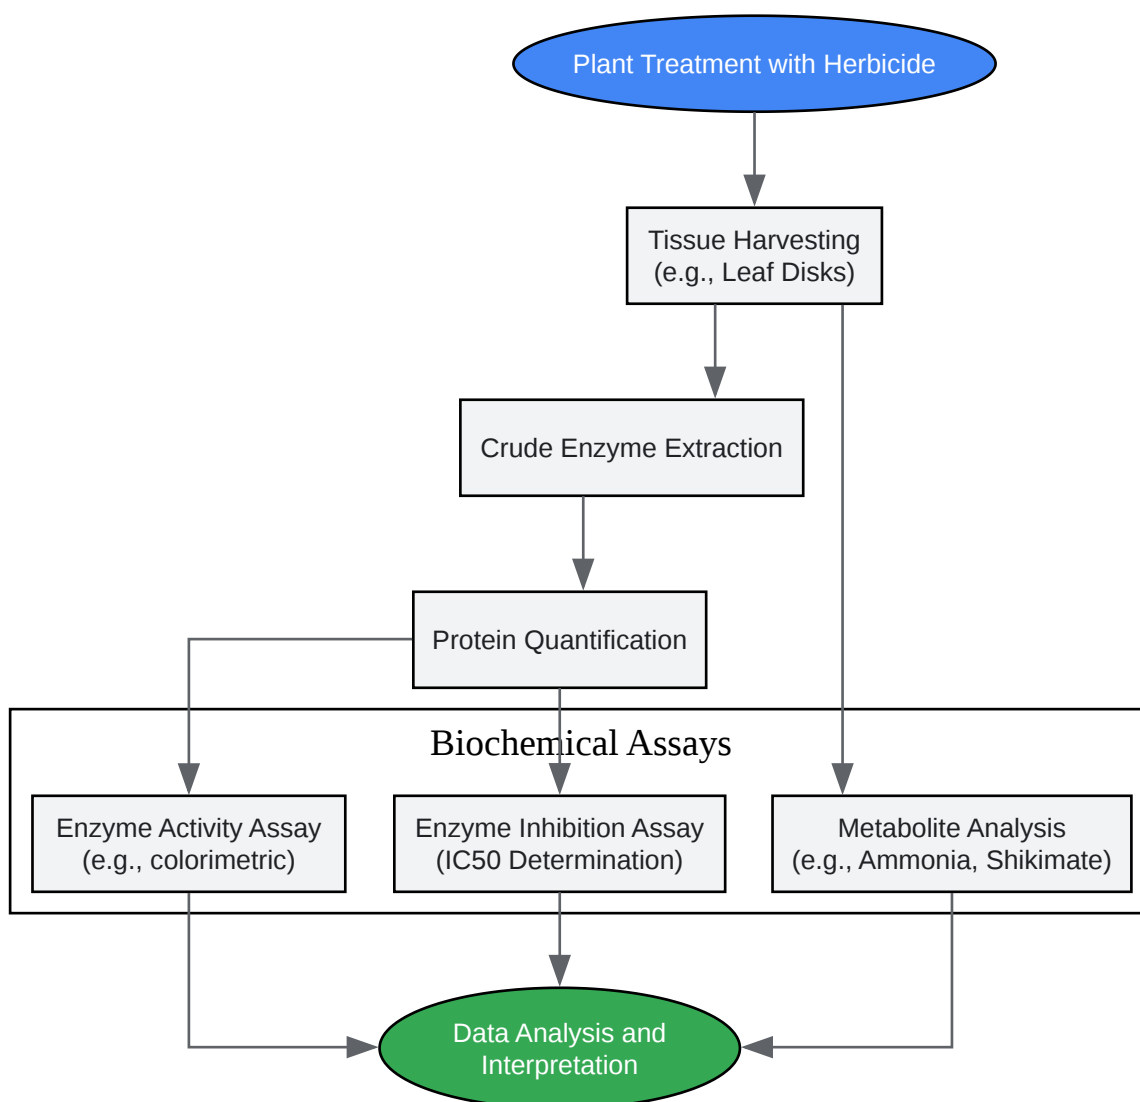 Plant Treatment with Herbicide
Tissue Harvesting
(e.g., Leaf Disks)
Crude Enzyme Extraction
Protein Quantification
Biochemical Assays
Enzyme Activity Assay
(e.g., colorimetric)
Enzyme Inhibition Assay
(IC50 Determination)
Metabolite Analysis
(e.g., Ammonia, Shikimate)
Data Analysis and
Interpretation